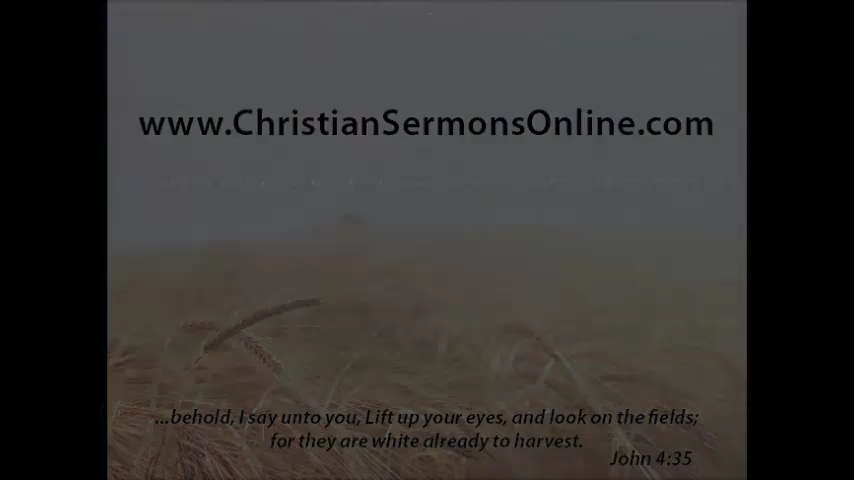 www.ChristianSermonsOnline.com
...behold, I say unto you, Lift up your eyes, and look on the fields;
for they are white already to harvest.
John 4:35